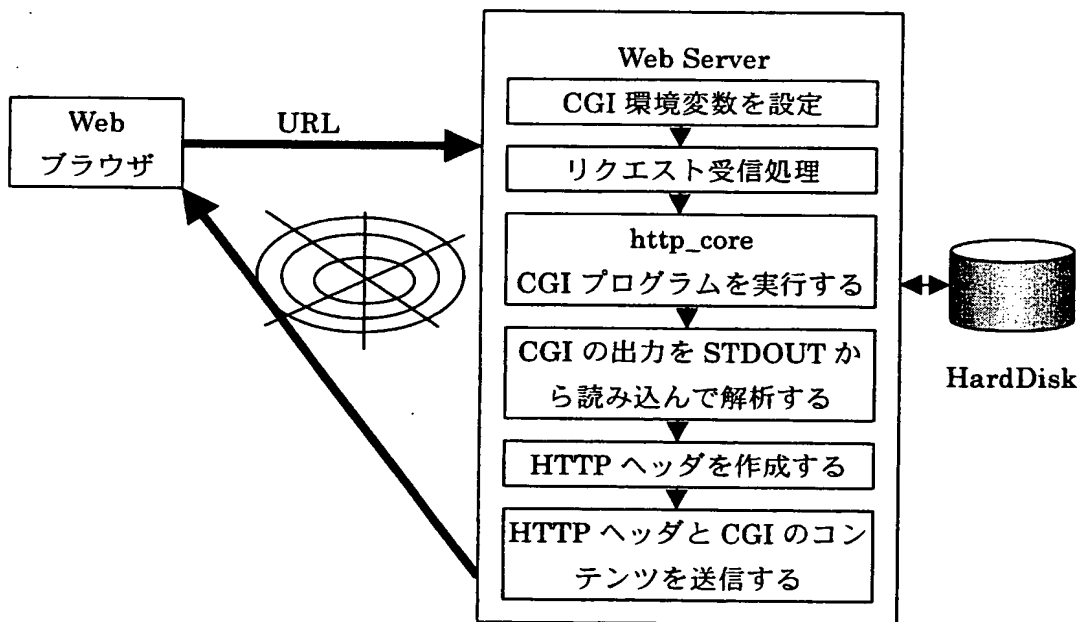 Web
ブラウザ
URL
Web Server
CGI 環境変数を設定
リクエスト受信処理
http_core
CGI プログラムを実行する
CGI の出力を STDOUT か
ら読み込んで解析する
HTTP ヘッダを作成する
HTTP ヘッダと CGI のコン
テンツを送信する
HardDisk